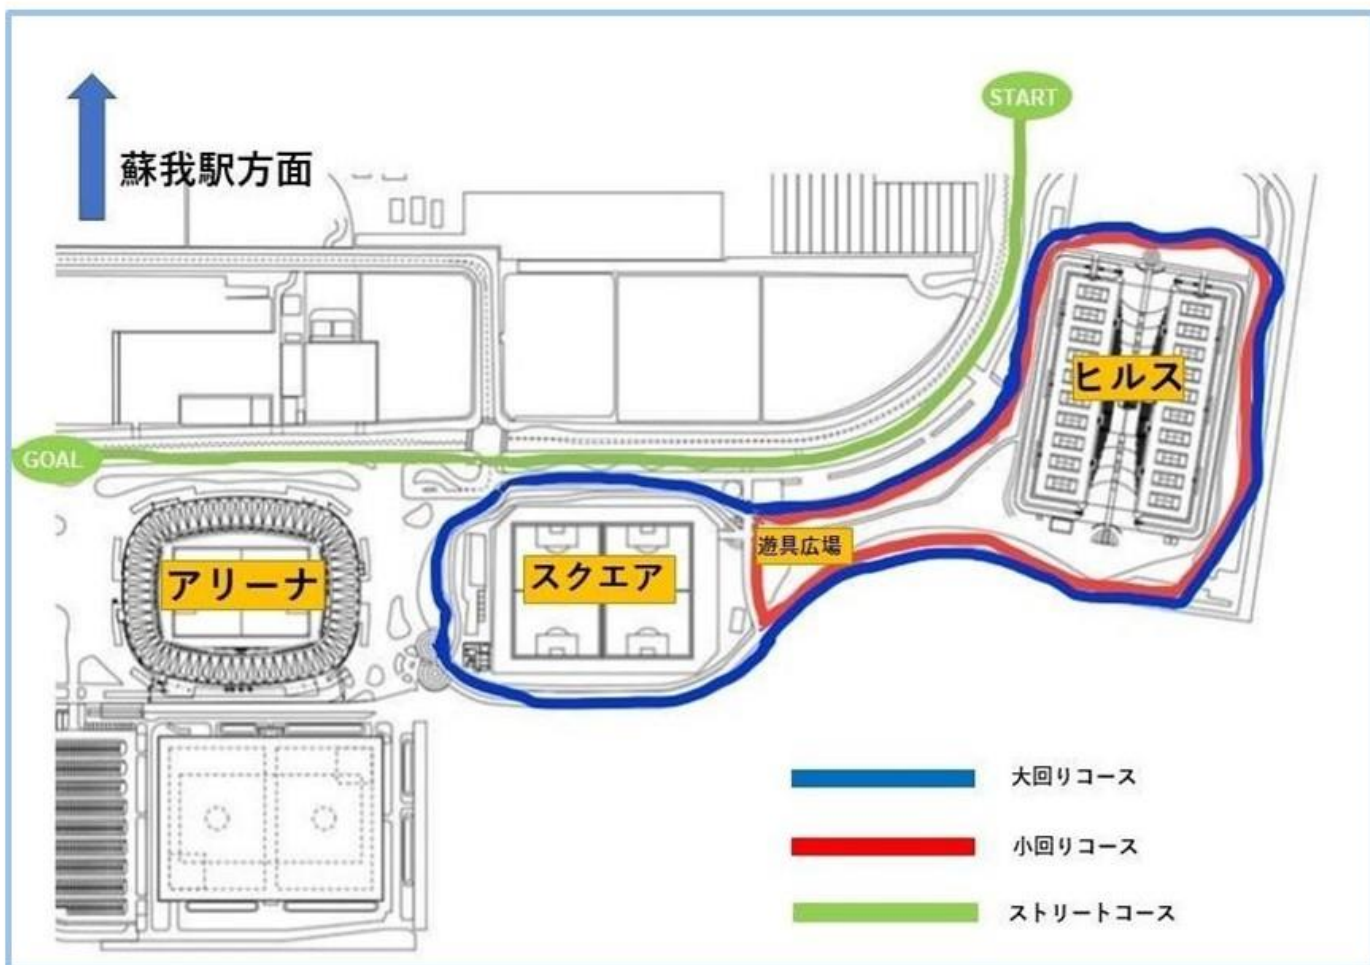 START
蘇我駅方面
ヒルス
GOAL
遊具広場
アリーナ
スクエア
大回りコース
小回りコース
ストリートコース